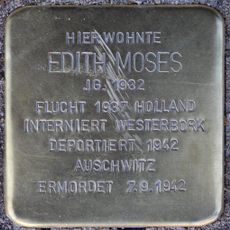 HIER WOHNTE
EDITH MOSES
JG. 1932
FLUCHT 1937 HOLLAND
INTERNIERT WESTERBORK
DEPORTIERT 1942
AUSCHWITZ
ERMORDET 7.9.1942